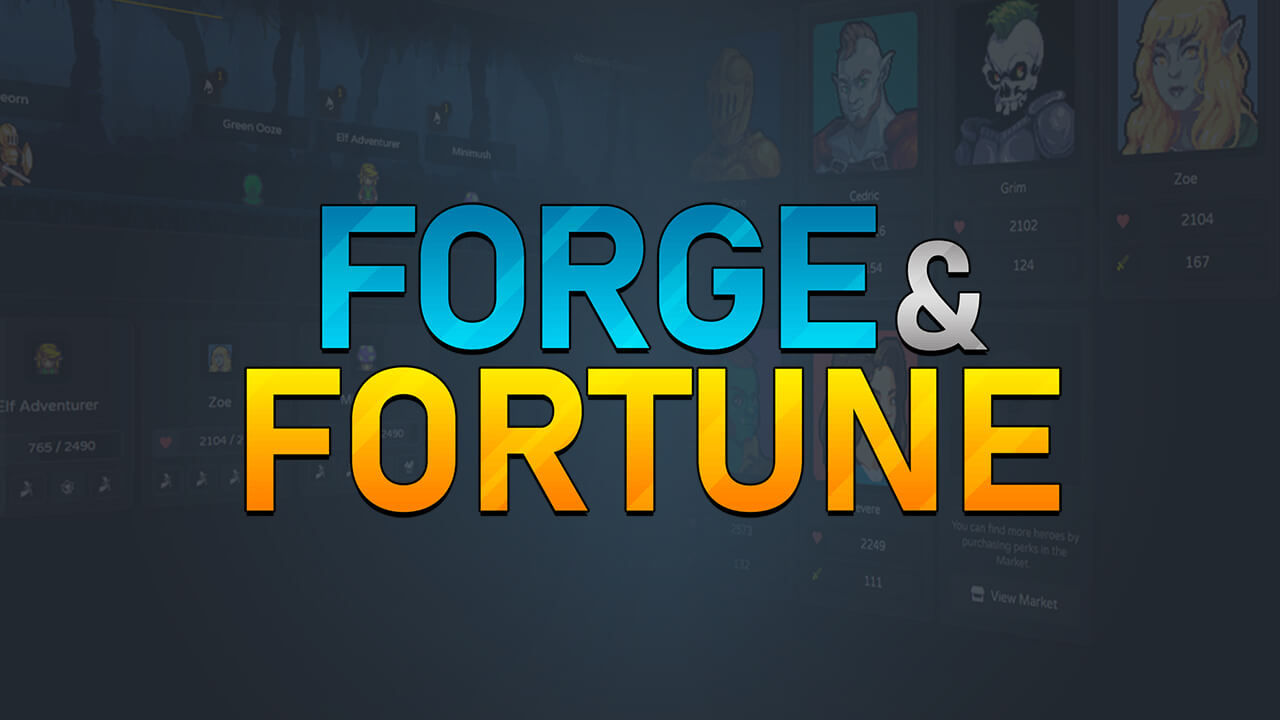 FORGE &
FORTUNE
eorn
1
1
1
Green Ooze
Elf Adventurer
Minimush
Cedric
Grim
2102
124
Zoe
2104
167
Elf Adventurer
765 / 2490
Zoe
2104 / 2
2490
2573
132
evere
2249
111
You can find more heroes by
purchasing perks in the
Market.
View Market